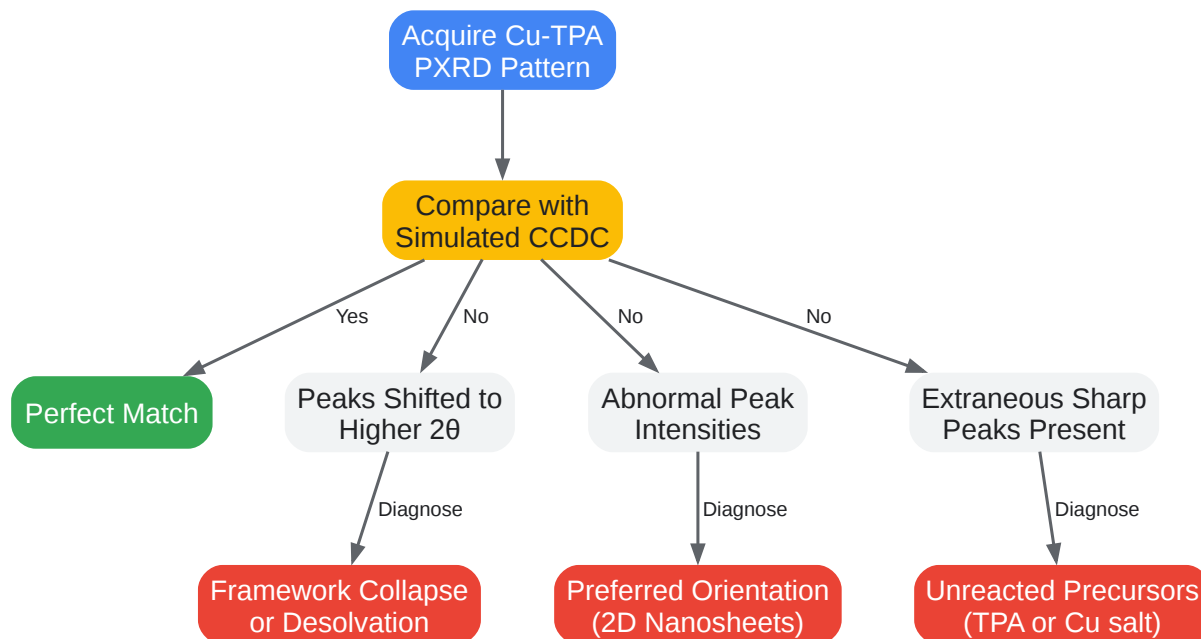 Acquire Cu-TPA
PXRD Pattern
Compare with
Simulated CCDC
Yes
No
No
No
Perfect Match
Peaks Shifted to
Higher 2θ
Abnormal Peak
Intensities
Extraneous Sharp
Peaks Present
Diagnose
Diagnose
Diagnose
Framework Collapse
or Desolvation
Preferred Orientation
(2D Nanosheets)
Unreacted Precursors
(TPA or Cu salt)